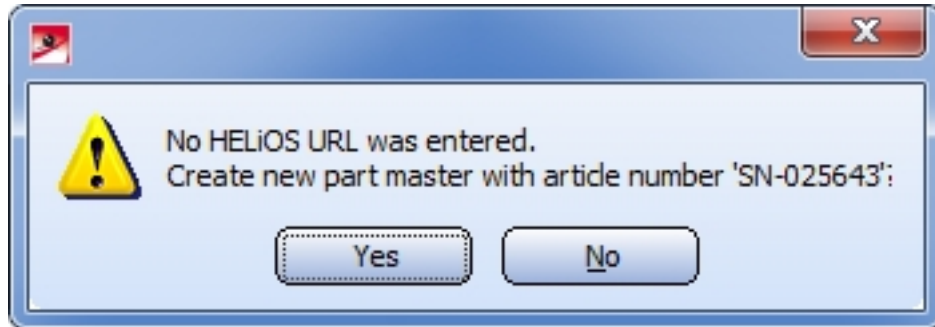 No HELiOS URL was entered.
Create new part master with article number 'SN-025643'?
Yes
No